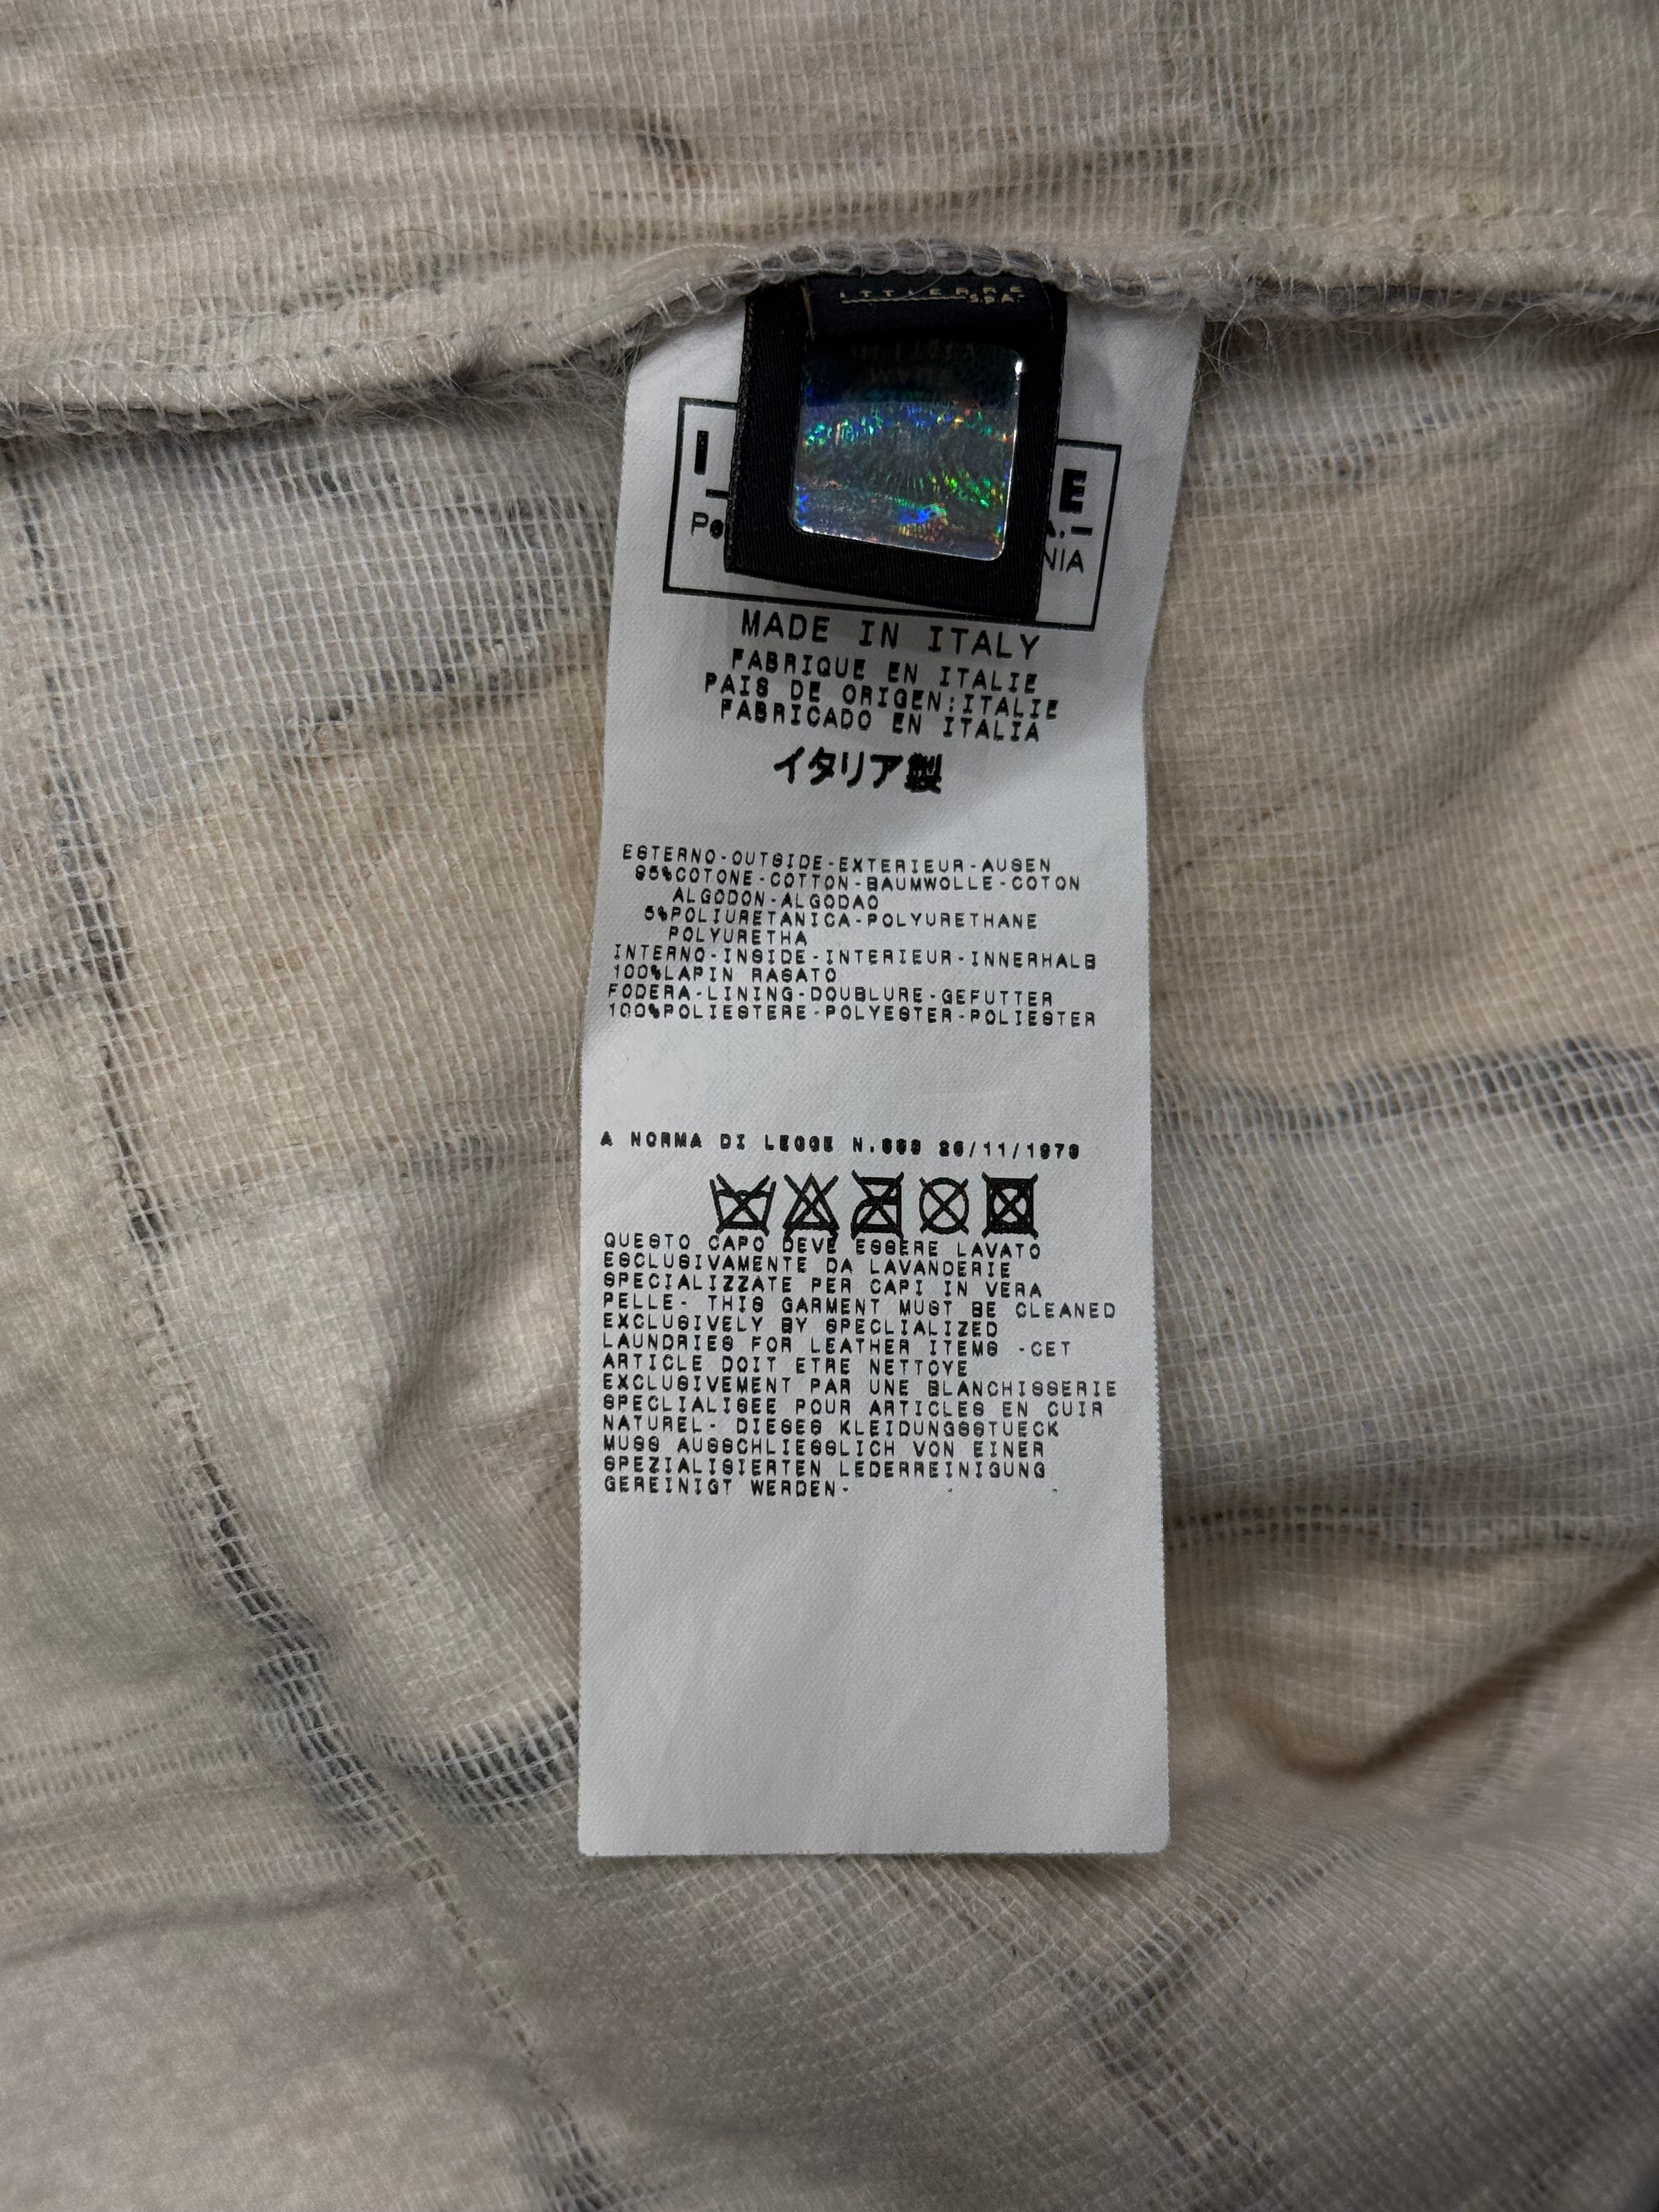 ITTIERRE
S.P.A.
I E
Pe A.
NIA
MADE IN ITALY
FABRIQUE EN ITALIE
PAIS DE ORIGEN:ITALIE
FABRICADO EN ITALIA
イタリア製
ESTERNO-OUTSIDE-EXTERIEUR-AUSEN
95%COTONE-COTTON-BAUMWOLLE-COTON
ALGODON-ALGODAO
5%POLIURETANICA-POLYURETHANE
POLYURETHA
INTERNO-INSIDE-INTERIEUR-INNERHALB
100%LAPIN RASATO
FODERA-LINING-DOUBLURE-GEFUTTER
100%POLIESTERE-POLYESTER-POLIESTER
A NORMA DI LEGGE N.883 26/11/1973
QUESTO CAPO DEVE ESSERE LAVATO
ESCLUSIVAMENTE DA LAVANDERIE
SPECIALIZZATE PER CAPI IN VERA
PELLE- THIS GARMENT MUST BE CLEANED
EXCLUSIVELY BY SPECLIALIZED
LAUNDRIES FOR LEATHER ITEMS -CET
ARTICLE DOIT ETRE NETTOYE
EXCLUSIVEMENT PAR UNE BLANCHISSERIE
SPECLIALISEE POUR ARTICLES EN CUIR
NATUREL- DIESES KLEIDUNGSSTUECK
MUSS AUSSCHLIESSLICH VON EINER
SPEZIALISIERTEN LEDERREINIGUNG
GEREINIGT WERDEN-